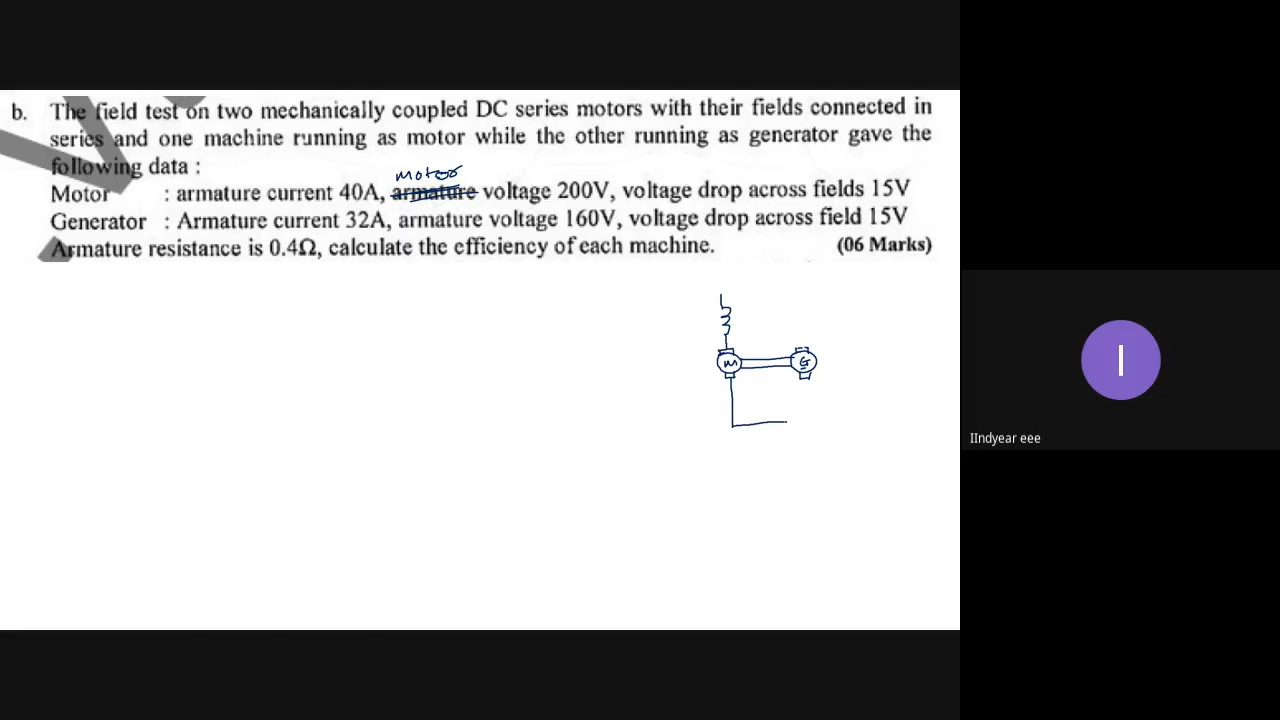 b. The field test on two mechanically coupled DC series motors with their fields connected in
series and one machine running as motor while the other running as generator gave the
following data :
motor
Motor : armature current 40A, armature voltage 200V, voltage drop across fields 15V
Generator : Armature current 32A, armature voltage 160V, voltage drop across field 15V
Armature resistance is 0.4Ω, calculate the efficiency of each machine. (06 Marks)
M G
I
IIndyear eee